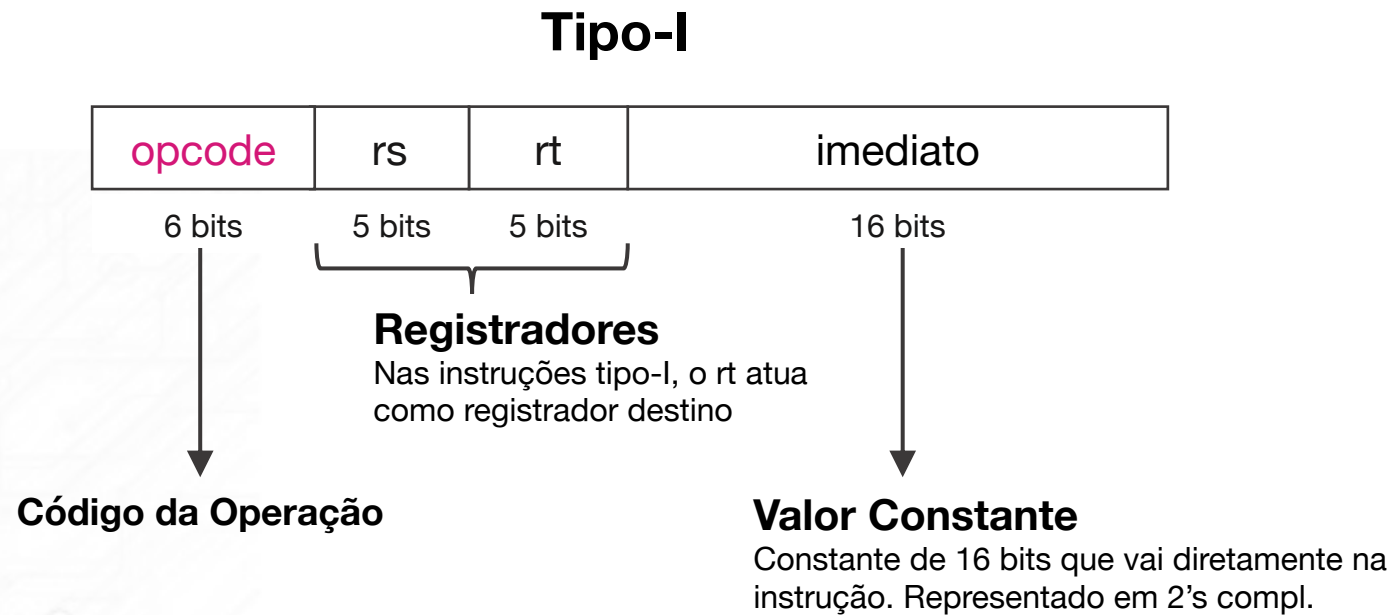 Tipo-I
opcode rs rt imediato
6 bits 5 bits 5 bits 16 bits
Registradores
Nas instruções tipo-I, o rt atua
como registrador destino
Código da Operação
Valor Constante
Constante de 16 bits que vai diretamente na
instrução. Representado em 2's compl.